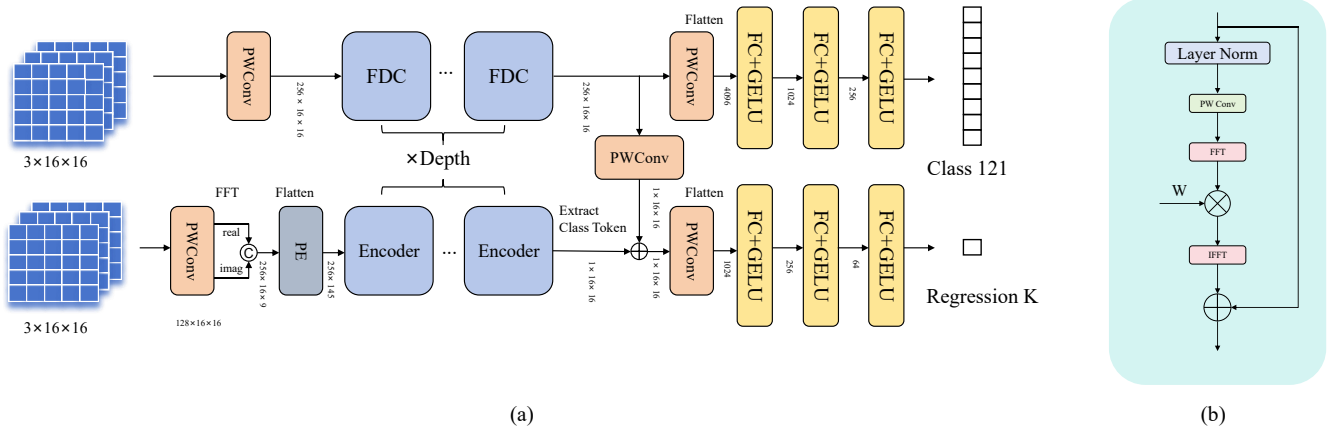 3×16×16
PWConv
256 × 16 × 16
FDC
...
FDC
256 × 16 × 16
Flatten
PWConv
4096
FC+GELU
1024
FC+GELU
256
FC+GELU
Class 121
×Depth
PWConv
1×16×16
3×16×16
PWConv
128×16×16
FFT
real
imag
C
256×16×9
Flatten
PE
256×145
Encoder
...
Encoder
Extract
Class Token
1×16×16
1×16×16
Flatten
PWConv
1024
FC+GELU
256
FC+GELU
64
FC+GELU
Regression K
(a)
Layer Norm
PW Conv
FFT
W
IFFT
(b)